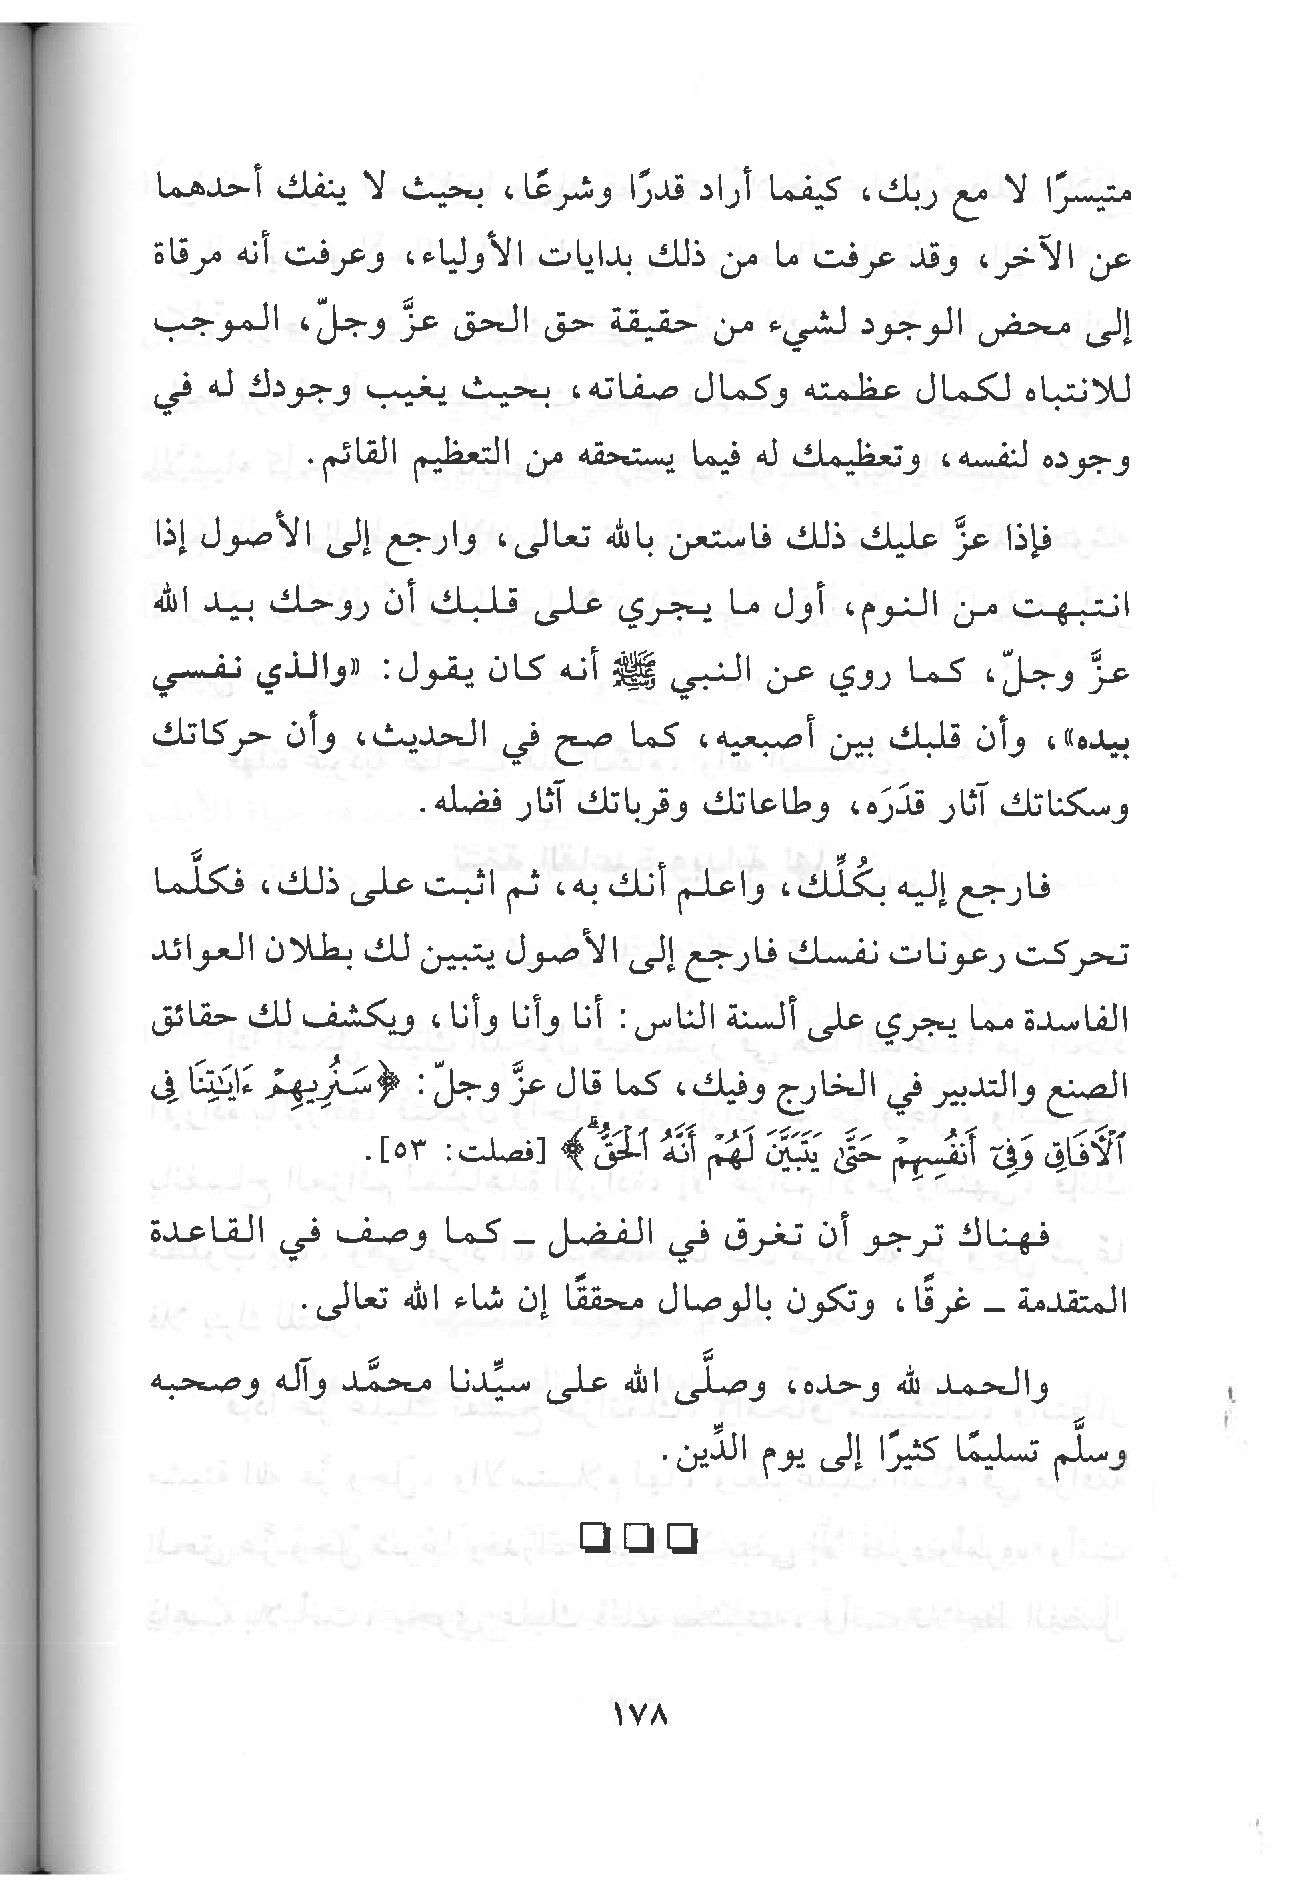 متيسرًا لا مع ربك، كيفما أراد قدرًا وشرعًا، بحيث لا ينفك أحدهما
عن الآخر، وقد عرفت ما من ذلك بدايات الأولياء، وعرفت أنه مرقاة
إلى محض الوجود لشيء من حقيقة حق الحق عزَّ وجلّ، الموجب
للانتباه لكمال عظمته وكمال صفاته، بحيث يغيب وجودك له في
وجوده لنفسه، وتعظيمك له فيما يستحقه من التعظيم القائم.
فإذا عزَّ عليك ذلك فاستعن بالله تعالى، وارجع إلى الأصول إذا
انتبهت من النوم، أول ما يجري على قلبك أن روحك بيد الله
عزَّ وجلّ، كما روي عن النبي ﷺ أنه كان يقول: «والذي نفسي
بيده»، وأن قلبك بين أصبعيه، كما صح في الحديث، وأن حركاتك
وسكناتك آثار قدَرَه، وطاعاتك وقرباتك آثار فضله.
فارجع إليه بكُلِّك، واعلم أنك به، ثم اثبت على ذلك، فكلَّما
تحركت رعونات نفسك فارجع إلى الأصول يتبين لك بطلان العوائد
الفاسدة مما يجري على ألسنة الناس: أنا وأنا وأنا، ويكشف لك حقائق
الصنع والتدبير في الخارج وفيك، كما قال عزَّ وجلّ: ﴿سَنُرِيهِمْ ءَايَٰتِنَا فِى
ٱلْأَفَاقِ وَفِىٓ أَنفُسِهِمْ حَتَّىٰ يَتَبَيَّنَ لَهُمْ أَنَّهُ ٱلْحَقُّ ۗ﴾ [فصلت: ٥٣].
فهناك ترجو أن تغرق في الفضل ـ كما وصف في القاعدة
المتقدمة ـ غرقًا، وتكون بالوصال محققًا إن شاء الله تعالى.
والحمد لله وحده، وصلَّى الله على سيِّدنا محمَّد وآله وصحبه
وسلَّم تسليمًا كثيرًا إلى يوم الدِّين.
١٧٨